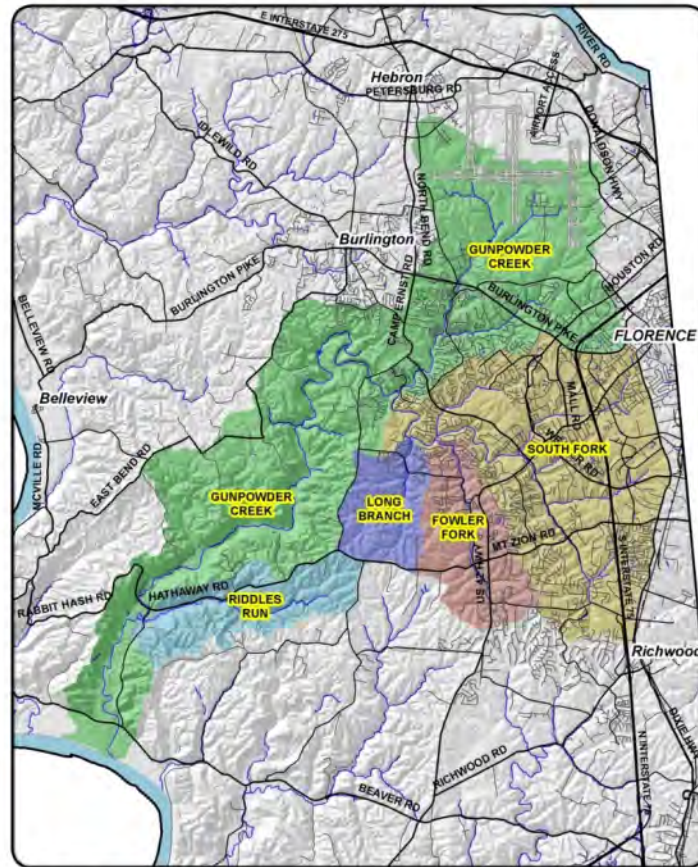 E INTERSTATE 275
RIVER RD
Hebron
PETERSBURG RD
AIRPORT ACCESS
DONALDSON HWY
IDLEWILD RD
NORTH BEND RD
Burlington
GUNPOWDER
CREEK
HOUSTON RD
BURLINGTON PIKE
CAMP ERNST RD
BURLINGTON PIKE
FLORENCE
BELLEVIEW RD
MALL RD
Belleview
SOUTH FORK
MCVILLE RD
EAST BEND RD
GUNPOWDER
CREEK
LONG
BRANCH
FOWLER
FORK
MT ZION RD
S INTERSTATE 75
US HWY
HATHAWAY RD
RABBIT HASH RD
RIDDLES
RUN
Richwood
DIXIE
RICHWOOD RD
N INTERSTATE
BEAVER RD